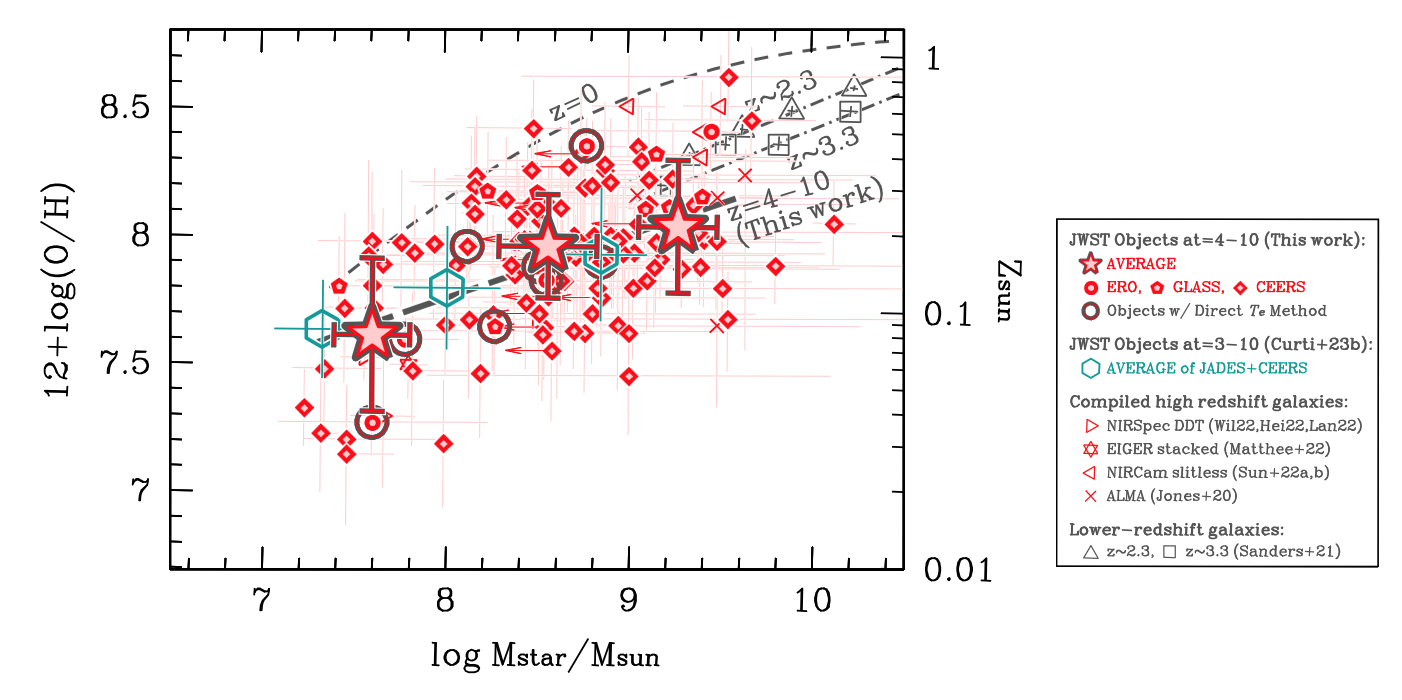 8.5
8
7.5
7
12+log(O/H)
7
8
9
10
log Mstar/Msun
1
0.1
0.01
Zsun
z=0
z~2.3
z~3.3
z=4-10
(This work)
JWST Objects at=4-10 (This work):
AVERAGE
ERO, GLASS, CEERS
Objects w/ Direct Te Method
JWST Objects at=3-10 (Curti+23b):
AVERAGE of JADES+CEERS
Compiled high redshift galaxies:
NIRSpec DDT (Wil22,Hei22,Lan22)
EIGER stacked (Matthee+22)
NIRCam slitless (Sun+22a,b)
ALMA (Jones+20)
Lower-redshift galaxies:
z~2.3, z~3.3 (Sanders+21)